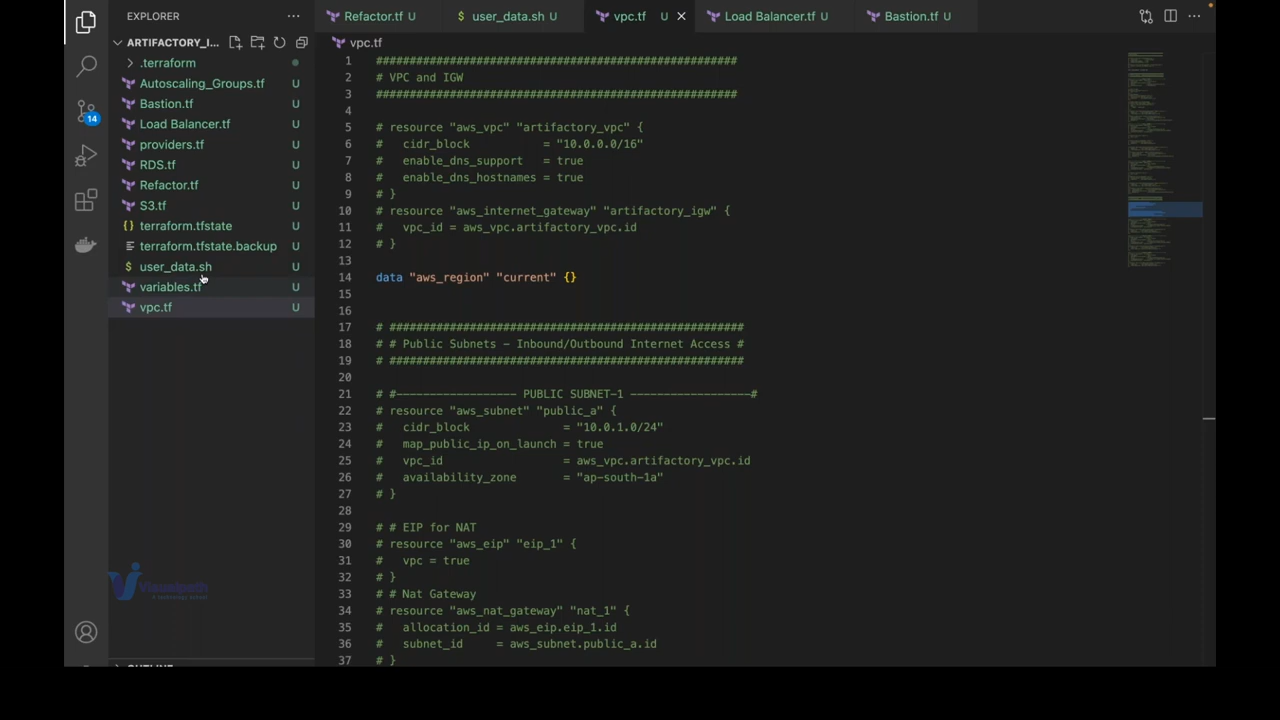 EXPLORER
ARTIFACTORY_I...
.terraform
Autoscaling_Groups.tf U
Bastion.tf U
Load Balancer.tf U
providers.tf U
RDS.tf U
Refactor.tf U
S3.tf U
terraform.tfstate U
terraform.tfstate.backup U
user_data.sh U
variables.tf U
vpc.tf U
14
Visualpath
Refactor.tf U
$ user_data.sh U
vpc.tf U
Load Balancer.tf U
Bastion.tf U
vpc.tf
1 ######################################################
2 # VPC and IGW
3 ######################################################
4
5 # resource "aws_vpc" "artifactory_vpc" {
6 #   cidr_block           = "10.0.0.0/16"
7 #   enable_dns_support   = true
8 #   enable_dns_hostnames = true
9 # }
10 # resource "aws_internet_gateway" "artifactory_igw" {
11 #   vpc_id = aws_vpc.artifactory_vpc.id
12 # }
13
14 data "aws_region" "current" {}
15
16
17 # #####################################################
18 # # Public Subnets - Inbound/Outbound Internet Access #
19 # #####################################################
20
21 # #------------------ PUBLIC SUBNET-1 ------------------#
22 # resource "aws_subnet" "public_a" {
23 #   cidr_block              = "10.0.1.0/24"
24 #   map_public_ip_on_launch = true
25 #   vpc_id                  = aws_vpc.artifactory_vpc.id
26 #   availability_zone       = "ap-south-1a"
27 # }
28
29 # # EIP for NAT
30 # resource "aws_eip" "eip_1" {
31 #   vpc = true
32 # }
33 # # Nat Gateway
34 # resource "aws_nat_gateway" "nat_1" {
35 #   allocation_id = aws_eip.eip_1.id
36 #   subnet_id     = aws_subnet.public_a.id
37 # }